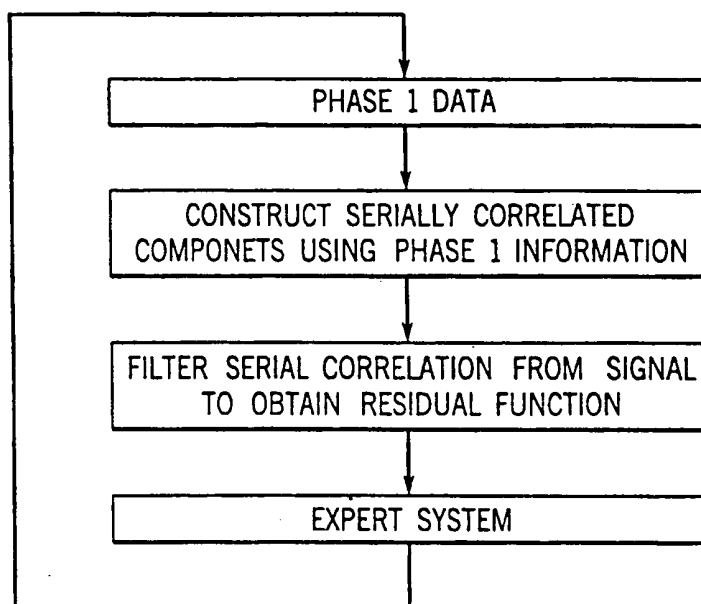 PHASE 1 DATA
CONSTRUCT SERIALLY CORRELATED
COMPONETS USING PHASE 1 INFORMATION
FILTER SERIAL CORRELATION FROM SIGNAL
TO OBTAIN RESIDUAL FUNCTION
EXPERT SYSTEM